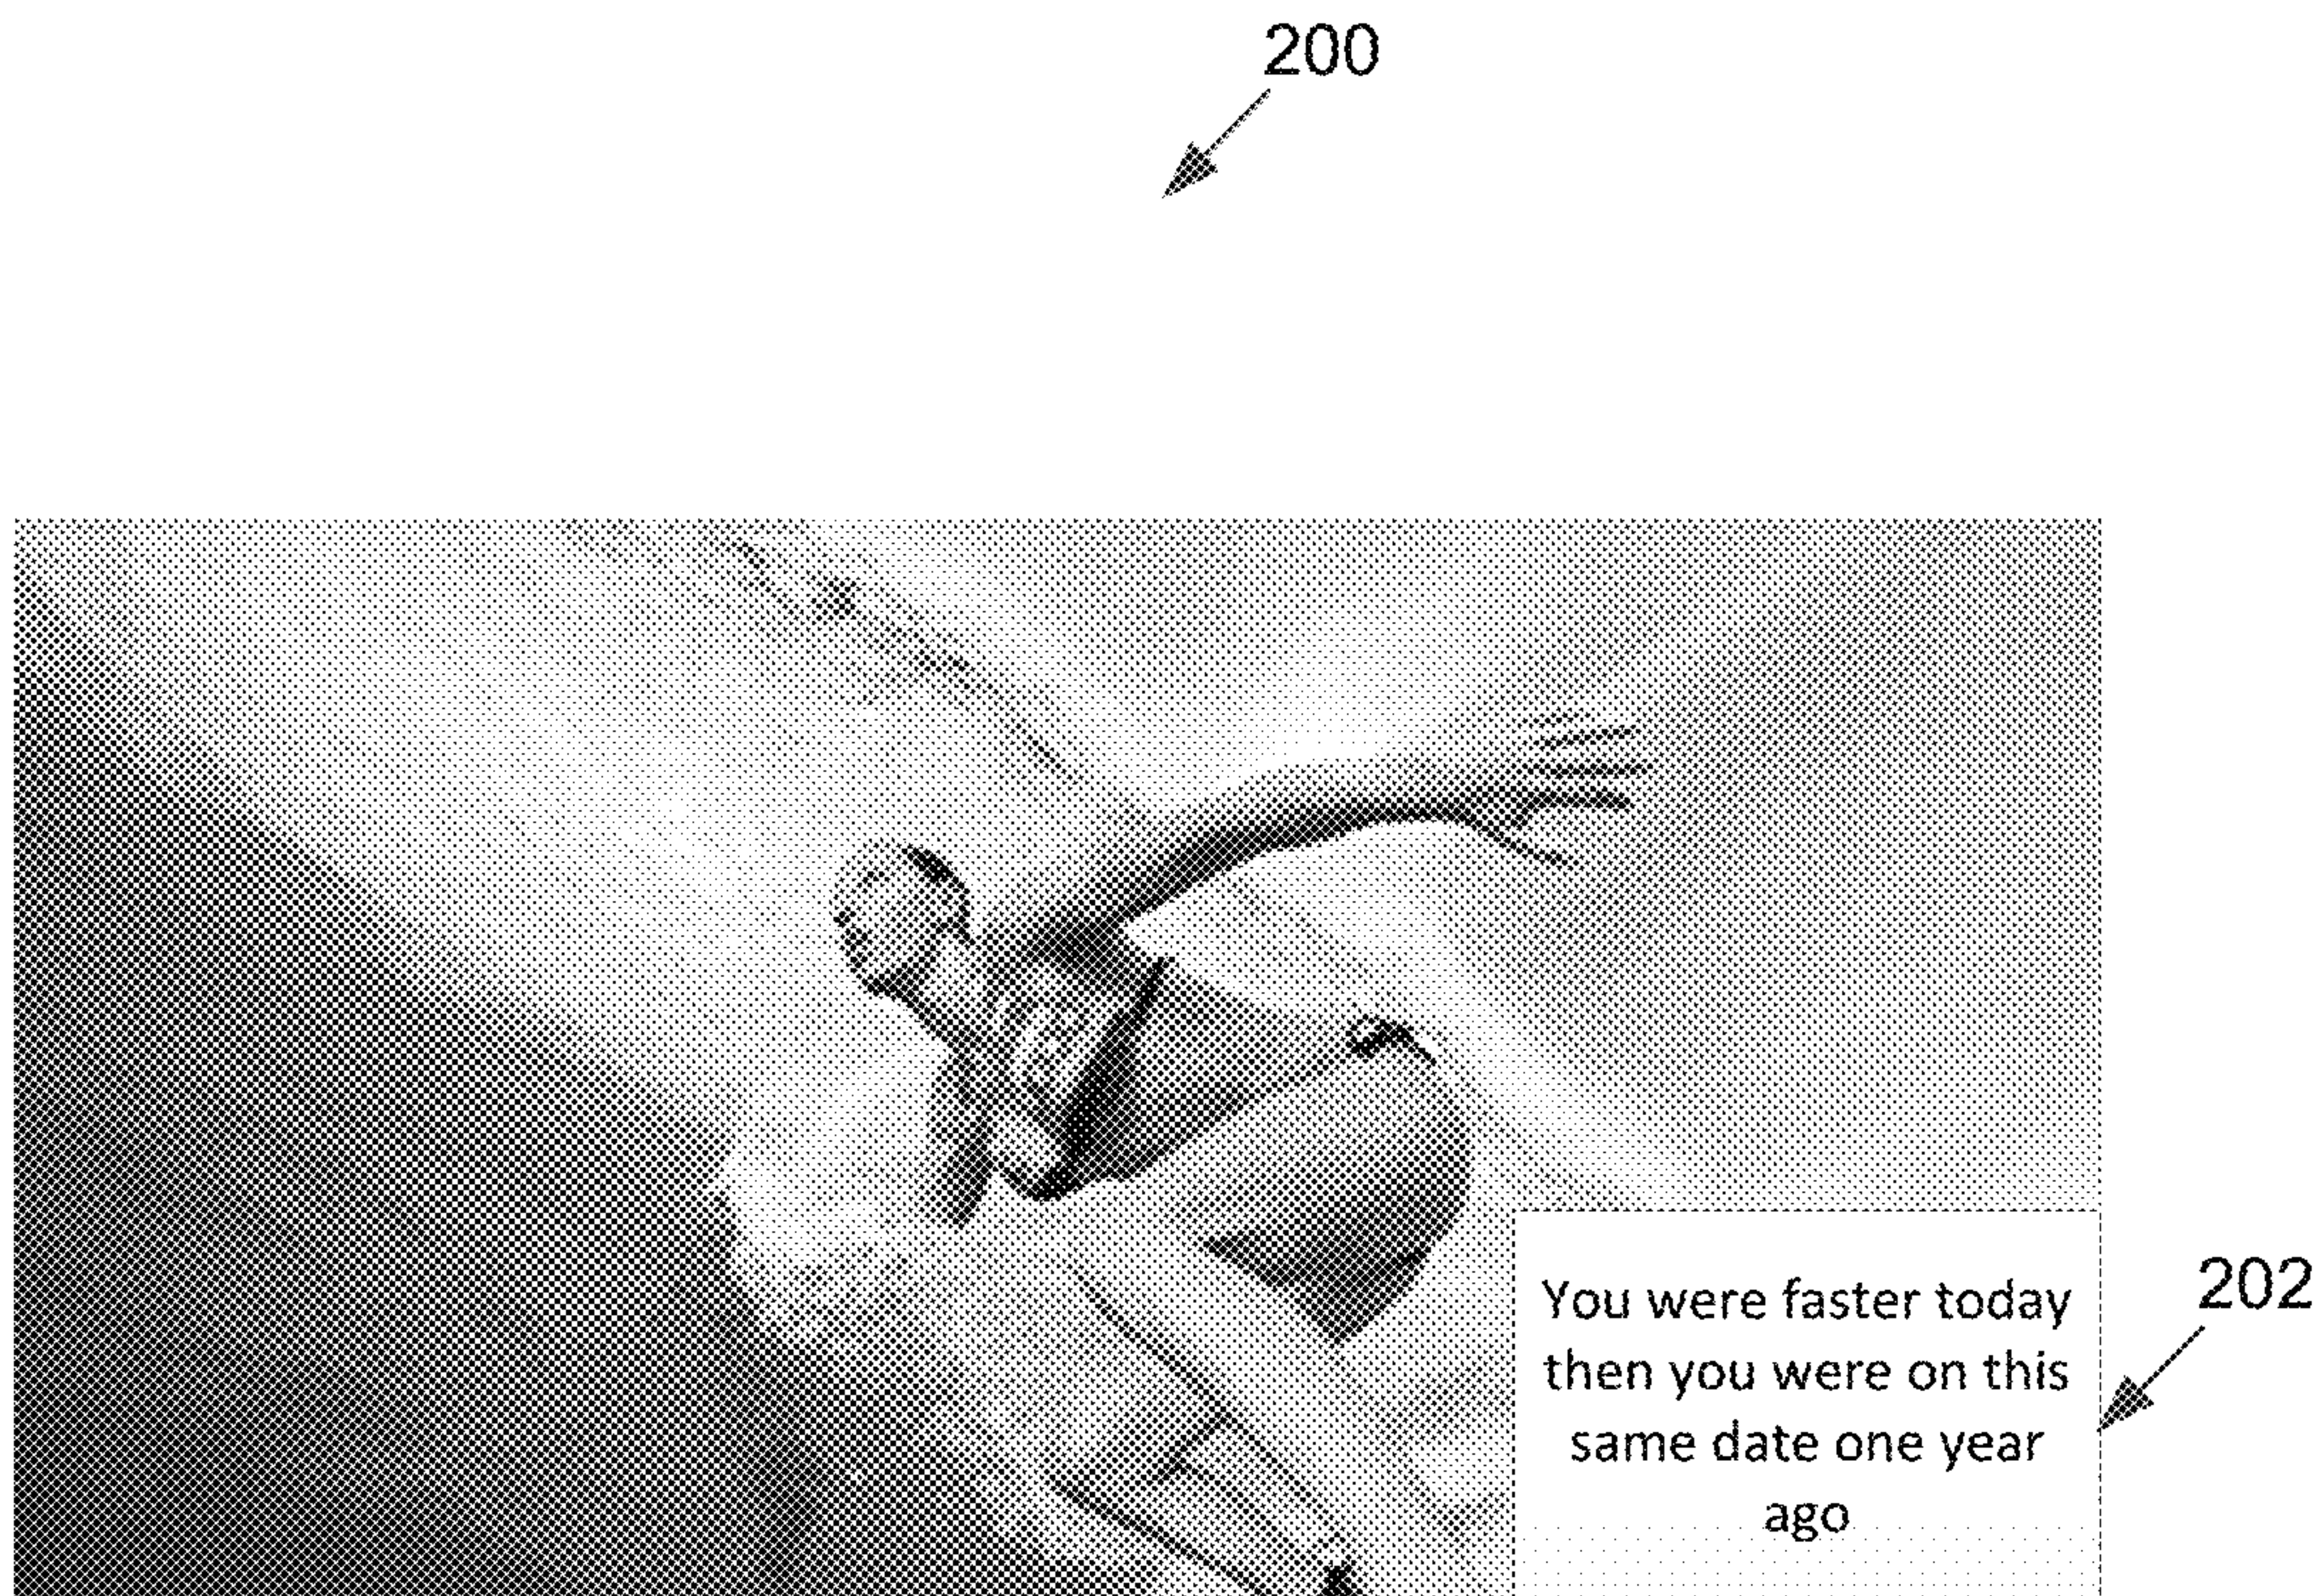 200
You were faster today
then you were on this
same date one year
ago
202